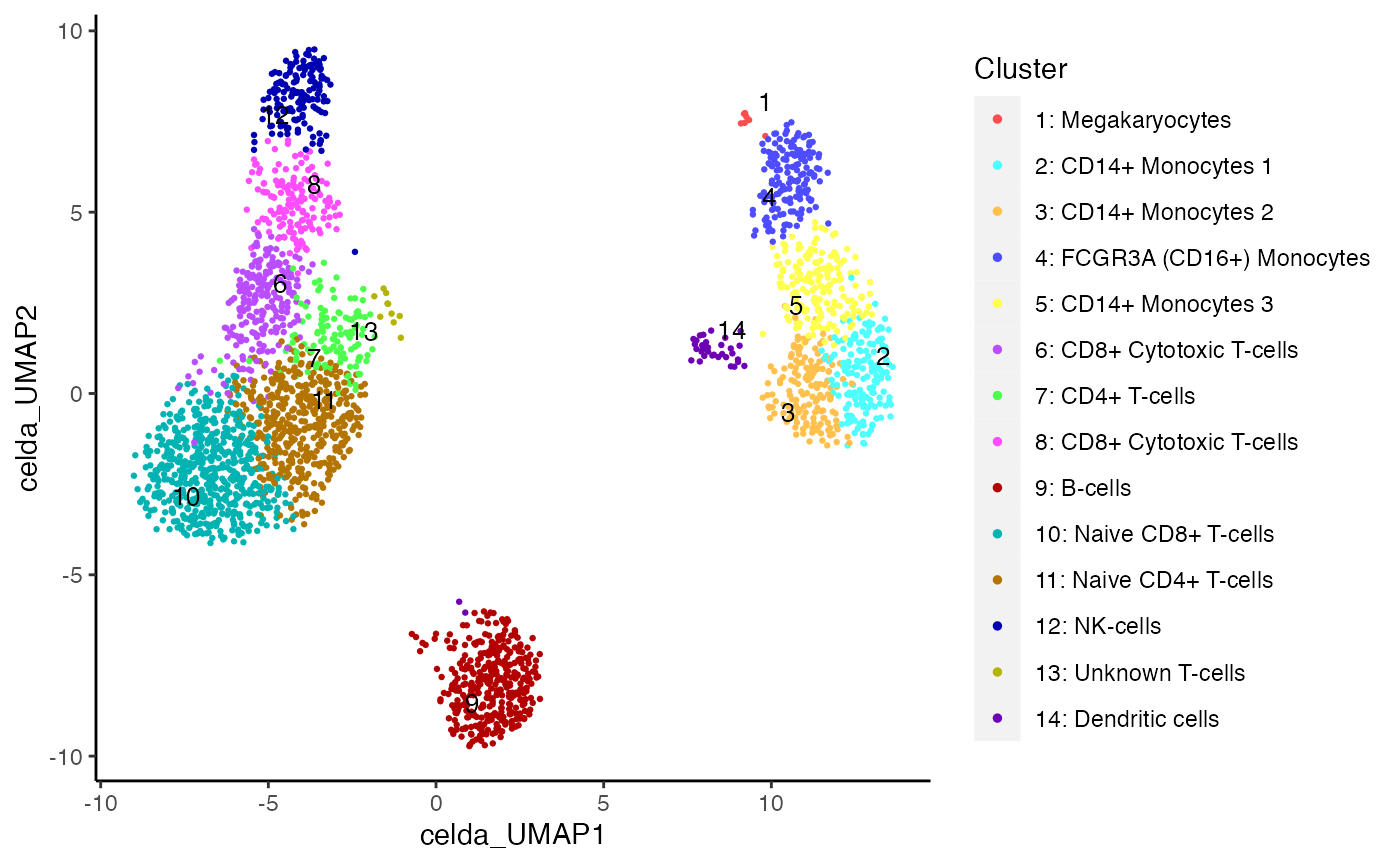 10
5
0
-5
-10
celda_UMAP2
-10
-5
0
5
10
celda_UMAP1
12
8
6
13
7
11
10
9
1
4
5
14
2
3
Cluster
1: Megakaryocytes
2: CD14+ Monocytes 1
3: CD14+ Monocytes 2
4: FCGR3A (CD16+) Monocytes
5: CD14+ Monocytes 3
6: CD8+ Cytotoxic T-cells
7: CD4+ T-cells
8: CD8+ Cytotoxic T-cells
9: B-cells
10: Naive CD8+ T-cells
11: Naive CD4+ T-cells
12: NK-cells
13: Unknown T-cells
14: Dendritic cells